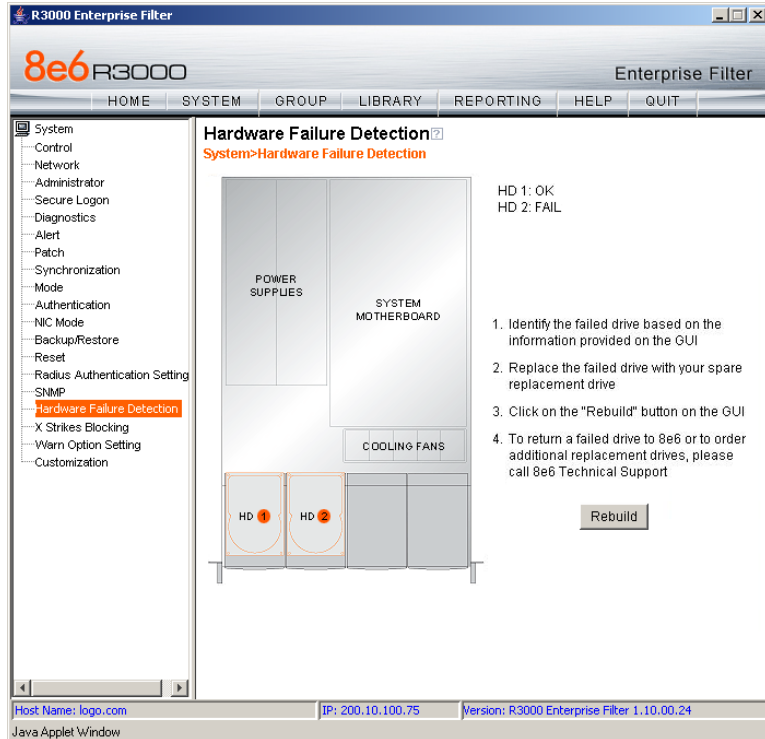 R3000 Enterprise Filter
8e6 R3000
Enterprise Filter
HOME SYSTEM GROUP LIBRARY REPORTING HELP QUIT
System
Control
Network
Administrator
Secure Logon
Diagnostics
Alert
Patch
Synchronization
Mode
Authentication
NIC Mode
Backup/Restore
Reset
Radius Authentication Setting
SNMP
Hardware Failure Detection
X Strikes Blocking
Warn Option Setting
Customization
Hardware Failure Detection ?
System>Hardware Failure Detection
POWER
SUPPLIES
SYSTEM
MOTHERBOARD
COOLING FANS
HD 1
HD 2
HD 1: OK
HD 2: FAIL
1. Identify the failed drive based on the
information provided on the GUI
2. Replace the failed drive with your spare
replacement drive
3. Click on the "Rebuild" button on the GUI
4. To return a failed drive to 8e6 or to order
additional replacement drives, please
call 8e6 Technical Support
Rebuild
Host Name: logo.com
IP: 200.10.100.75
Version: R3000 Enterprise Filter 1.10.00.24
Java Applet Window